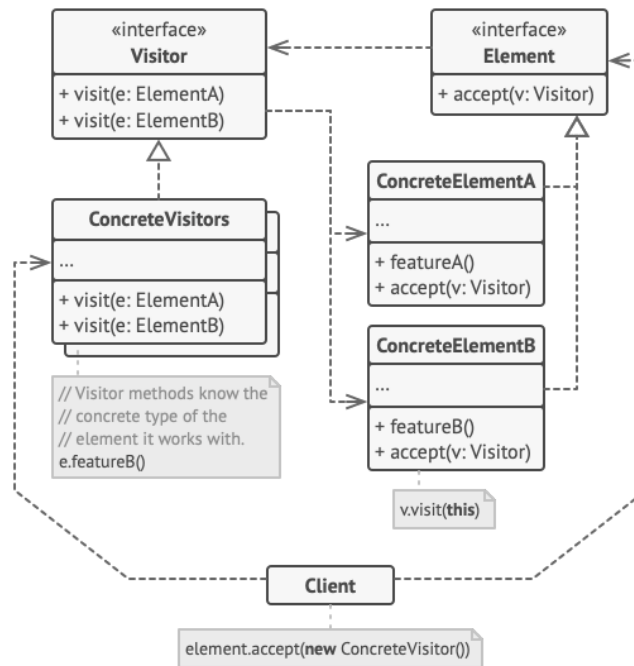 «interface»
Visitor
+ visit(e: ElementA)
+ visit(e: ElementB)
«interface»
Element
+ accept(v: Visitor)
ConcreteVisitors
...
+ visit(e: ElementA)
+ visit(e: ElementB)
ConcreteElementA
...
+ featureA()
+ accept(v: Visitor)
ConcreteElementB
...
+ featureB()
+ accept(v: Visitor)
// Visitor methods know the
// concrete type of the
// element it works with.
e.featureB()
v.visit(this)
Client
element.accept(new ConcreteVisitor())